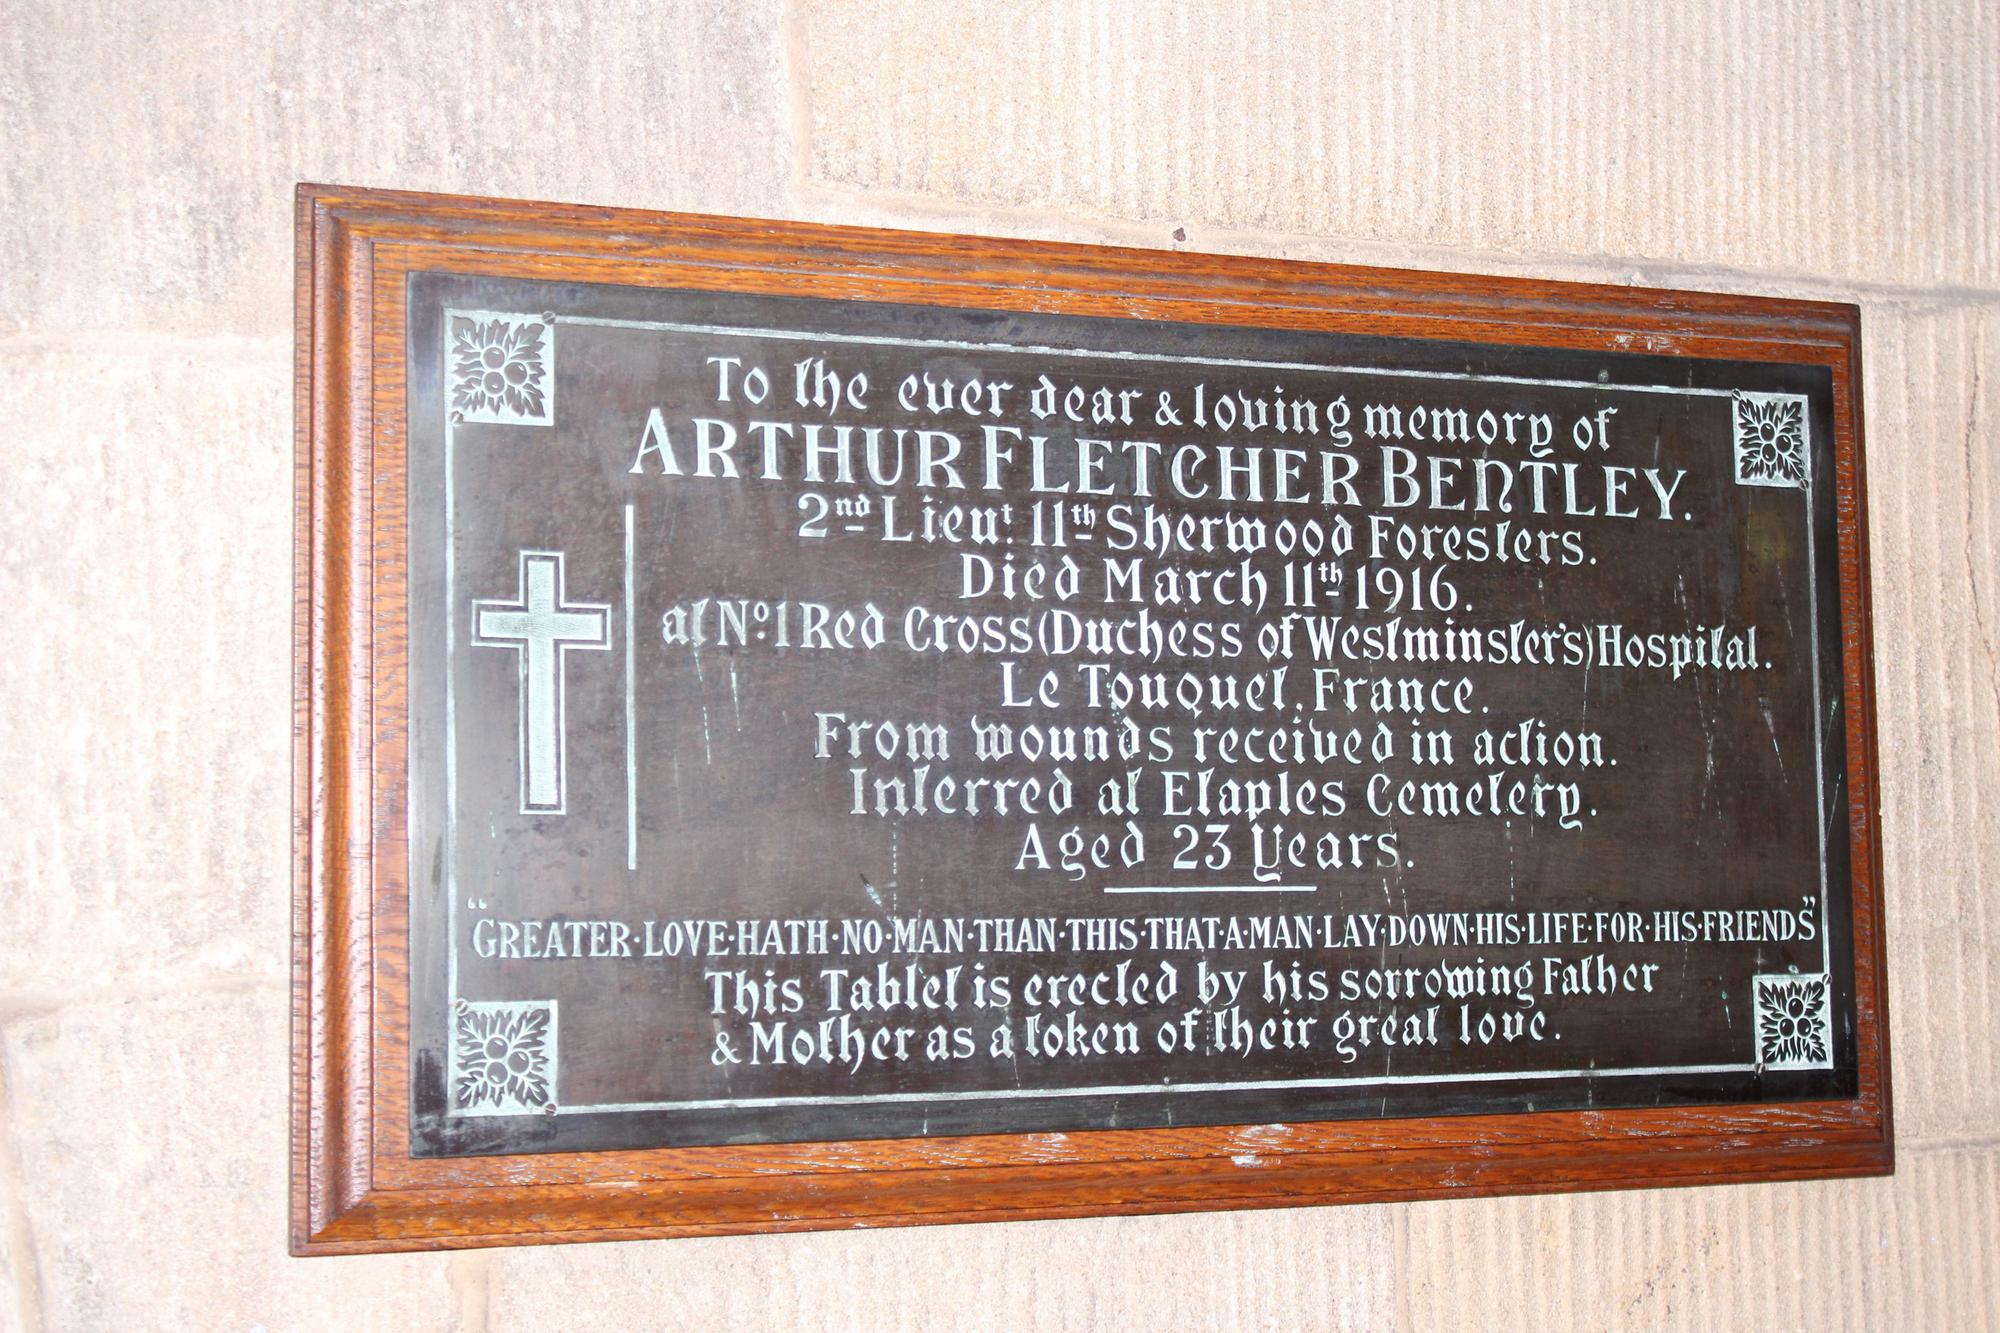 To the ever dear & loving memory of
ARTHUR FLETCHER BENTLEY.
2nd Lieut. 11th Sherwood Foresters.
Died March 11th 1916.
at No. 1 Red Cross (Duchess of Westminster's) Hospital.
Le Touquet, France.
From wounds received in action.
Interred at Etaples Cemetery.
Aged 23 Years.
"GREATER·LOVE·HATH·NO·MAN·THAN·THIS·THAT·A·MAN·LAY·DOWN·HIS·LIFE·FOR·HIS·FRIENDS"
This Tablet is erected by his sorrowing Father
& Mother as a token of their great love.